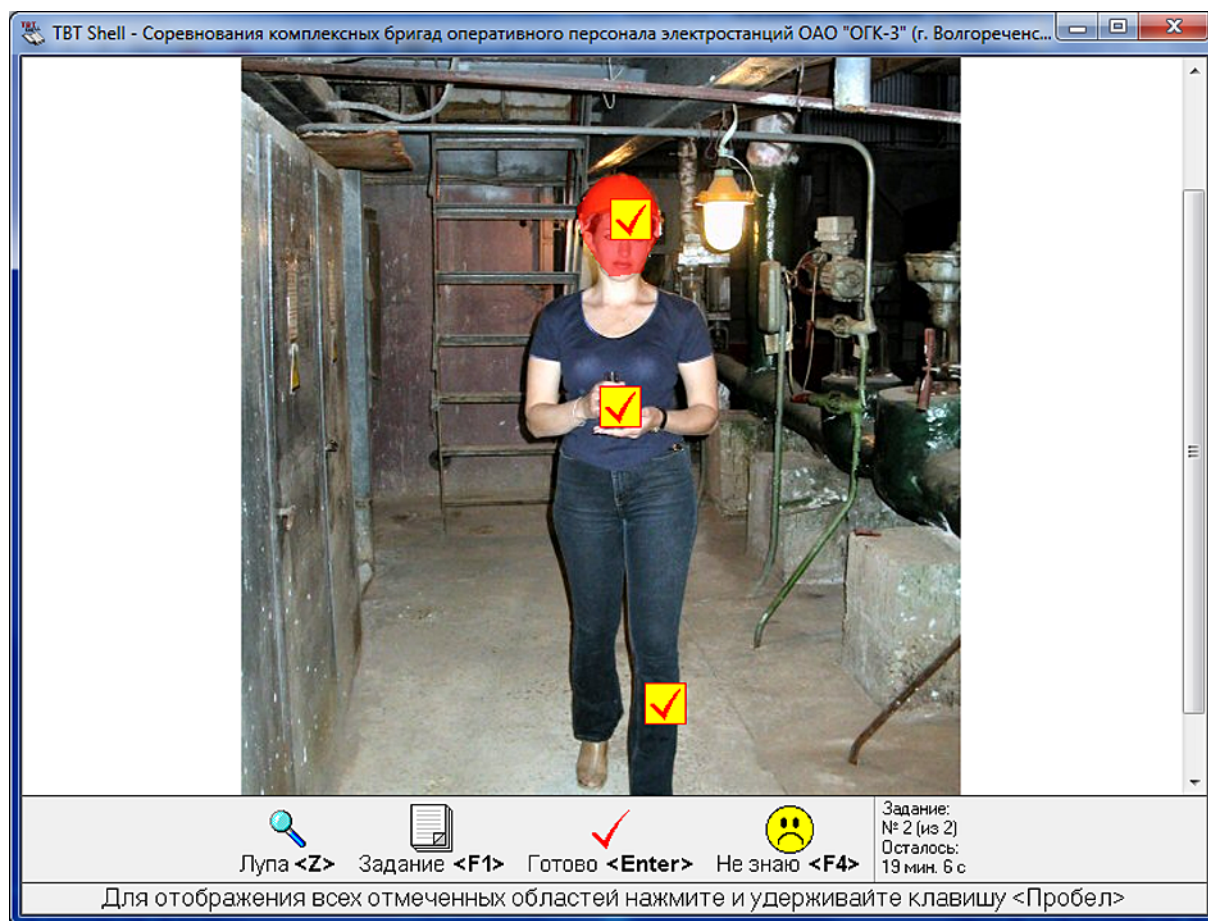 TBT Shell - Соревнования комплексных бригад оперативного персонала электростанций ОАО "ОГК-3" (г. Волгореченс...
Лупа <Z>
Задание <F1>
Готово <Enter>
Не знаю <F4>
Задание:
№ 2 (из 2)
Осталось:
19 мин. 6 с
Для отображения всех отмеченных областей нажмите и удерживайте клавишу <Пробел>